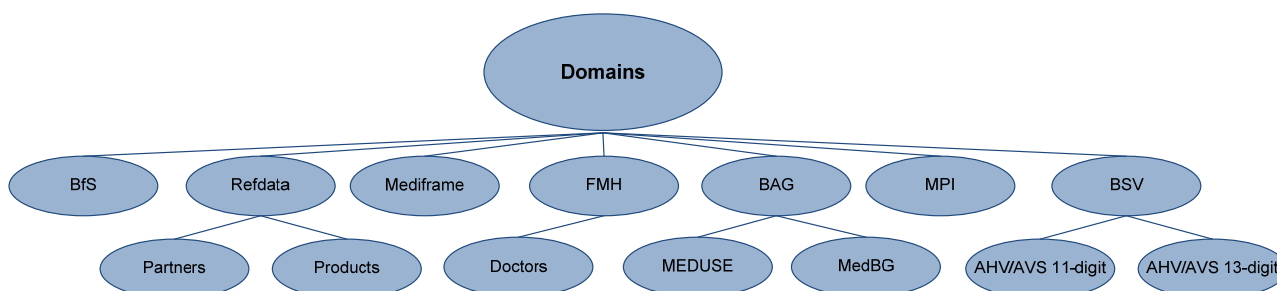 Domains
BfS
Refdata
Mediframe
FMH
BAG
MPI
BSV
Partners
Products
Doctors
MEDUSE
MedBG
AHV/AVS 11-digit
AHV/AVS 13-digit